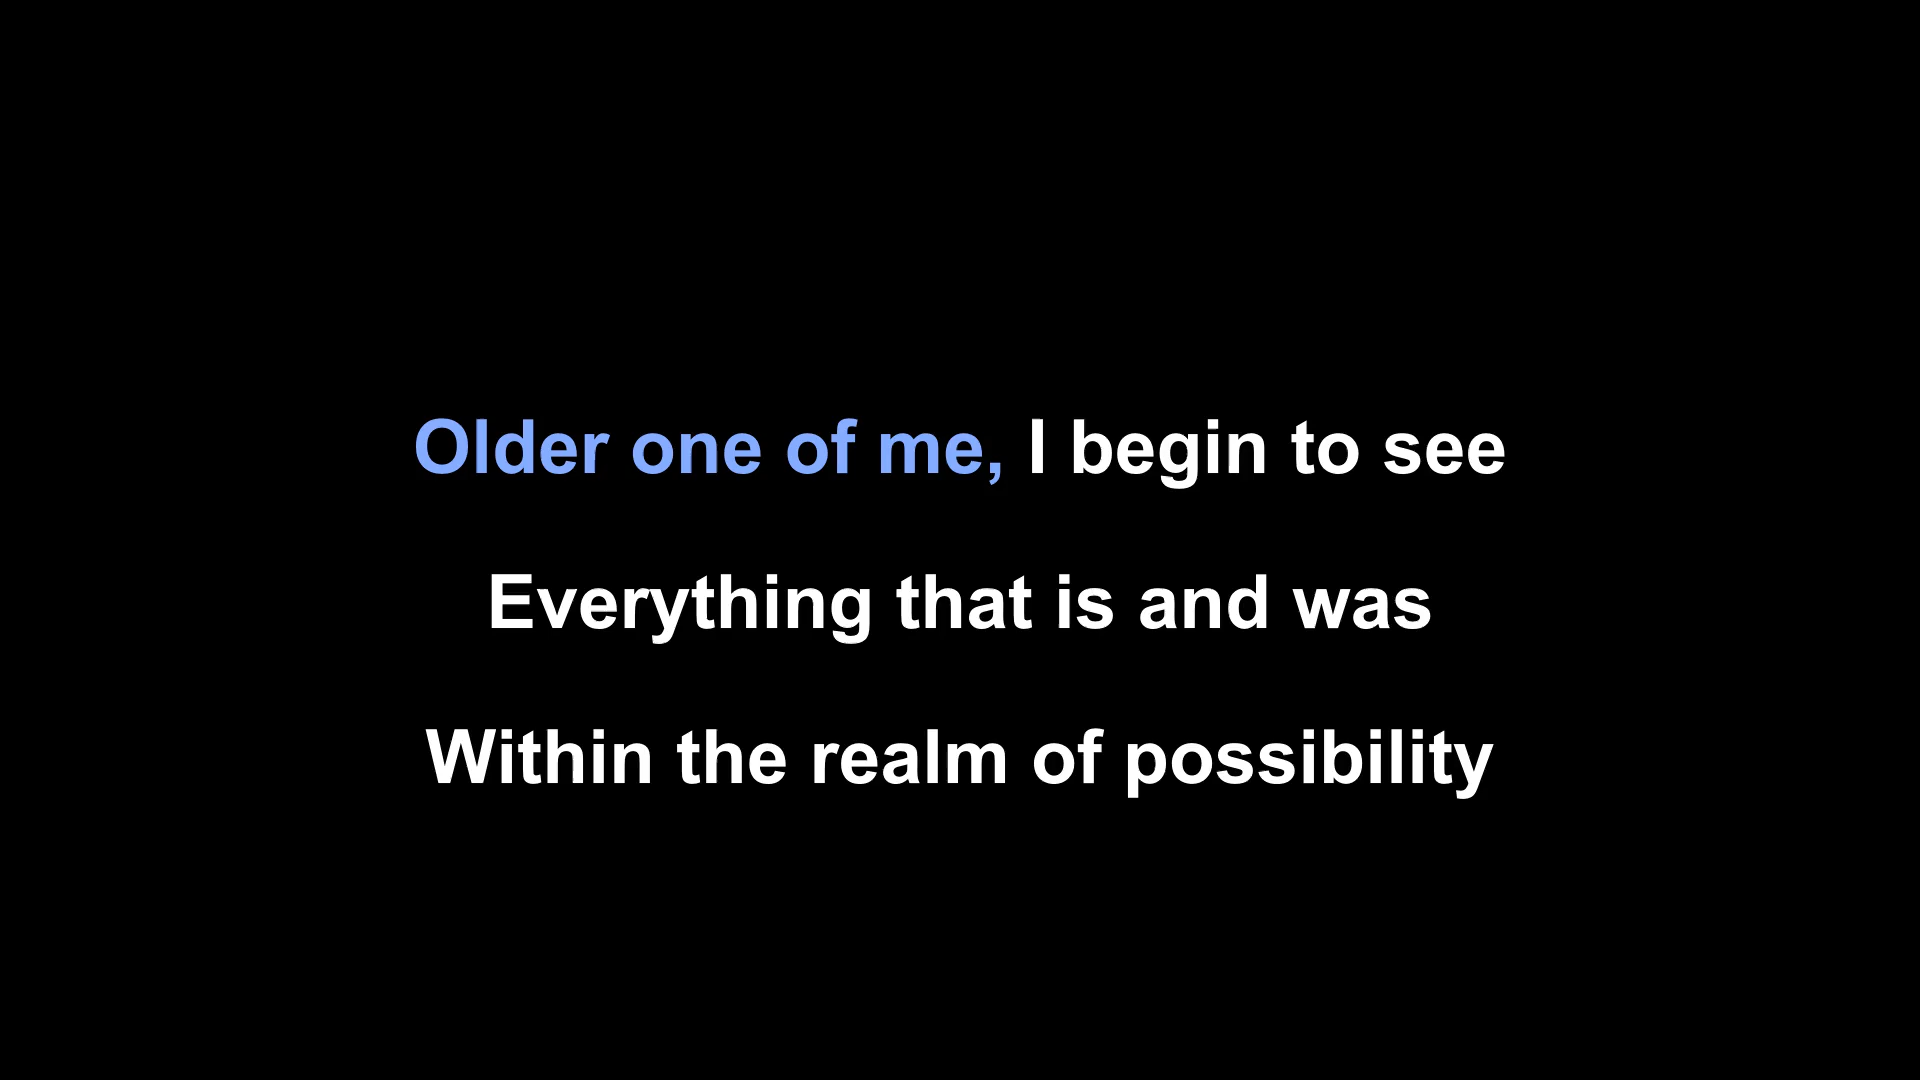 Older one of me, I begin to see
Everything that is and was
Within the realm of possibility